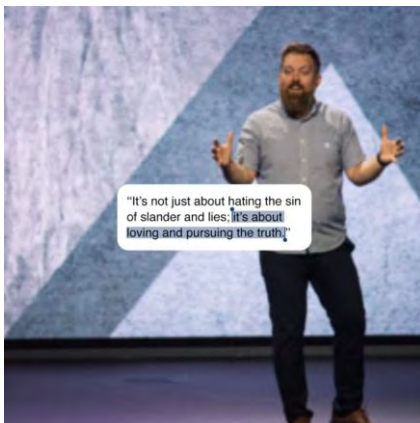 “It’s not just about hating the sin
of slander and lies; it’s about
loving and pursuing the truth.”